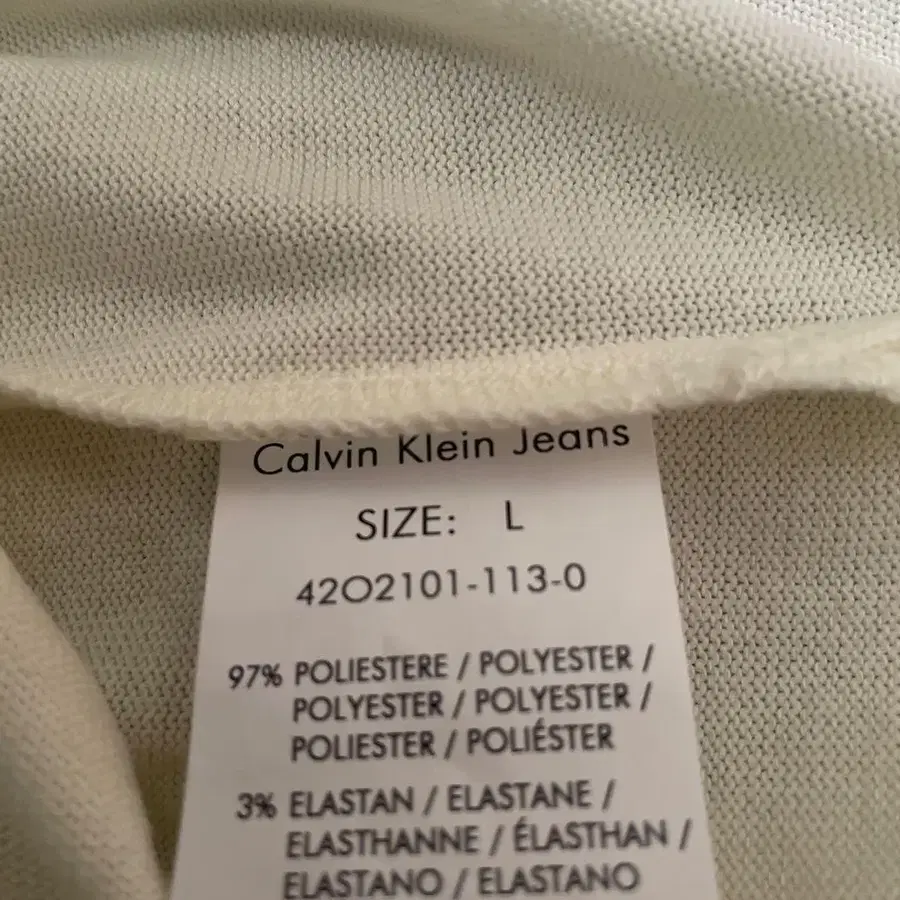 Calvin Klein Jeans
SIZE: L
42O2101-113-0
97% POLIESTERE / POLYESTER /
POLYESTER / POLYESTER /
POLIESTER / POLIÉSTER
3% ELASTAN / ELASTANE /
ELASTHANNE / ÉLASTHAN /
ELASTANO / ELASTANO